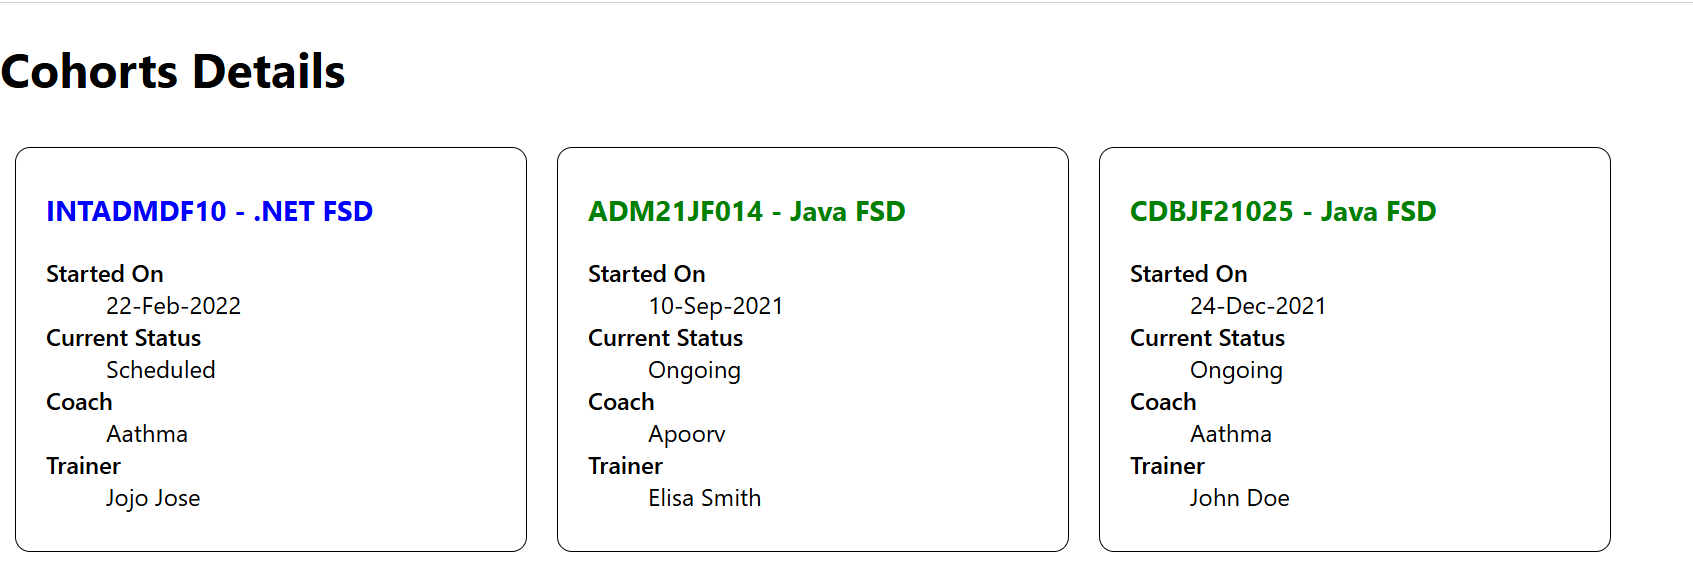 Cohorts Details
INTADMDF10 - .NET FSD
Started On
22-Feb-2022
Current Status
Scheduled
Coach
Aathma
Trainer
Jojo Jose
ADM21JF014 - Java FSD
Started On
10-Sep-2021
Current Status
Ongoing
Coach
Apoorv
Trainer
Elisa Smith
CDBJF21025 - Java FSD
Started On
24-Dec-2021
Current Status
Ongoing
Coach
Aathma
Trainer
John Doe